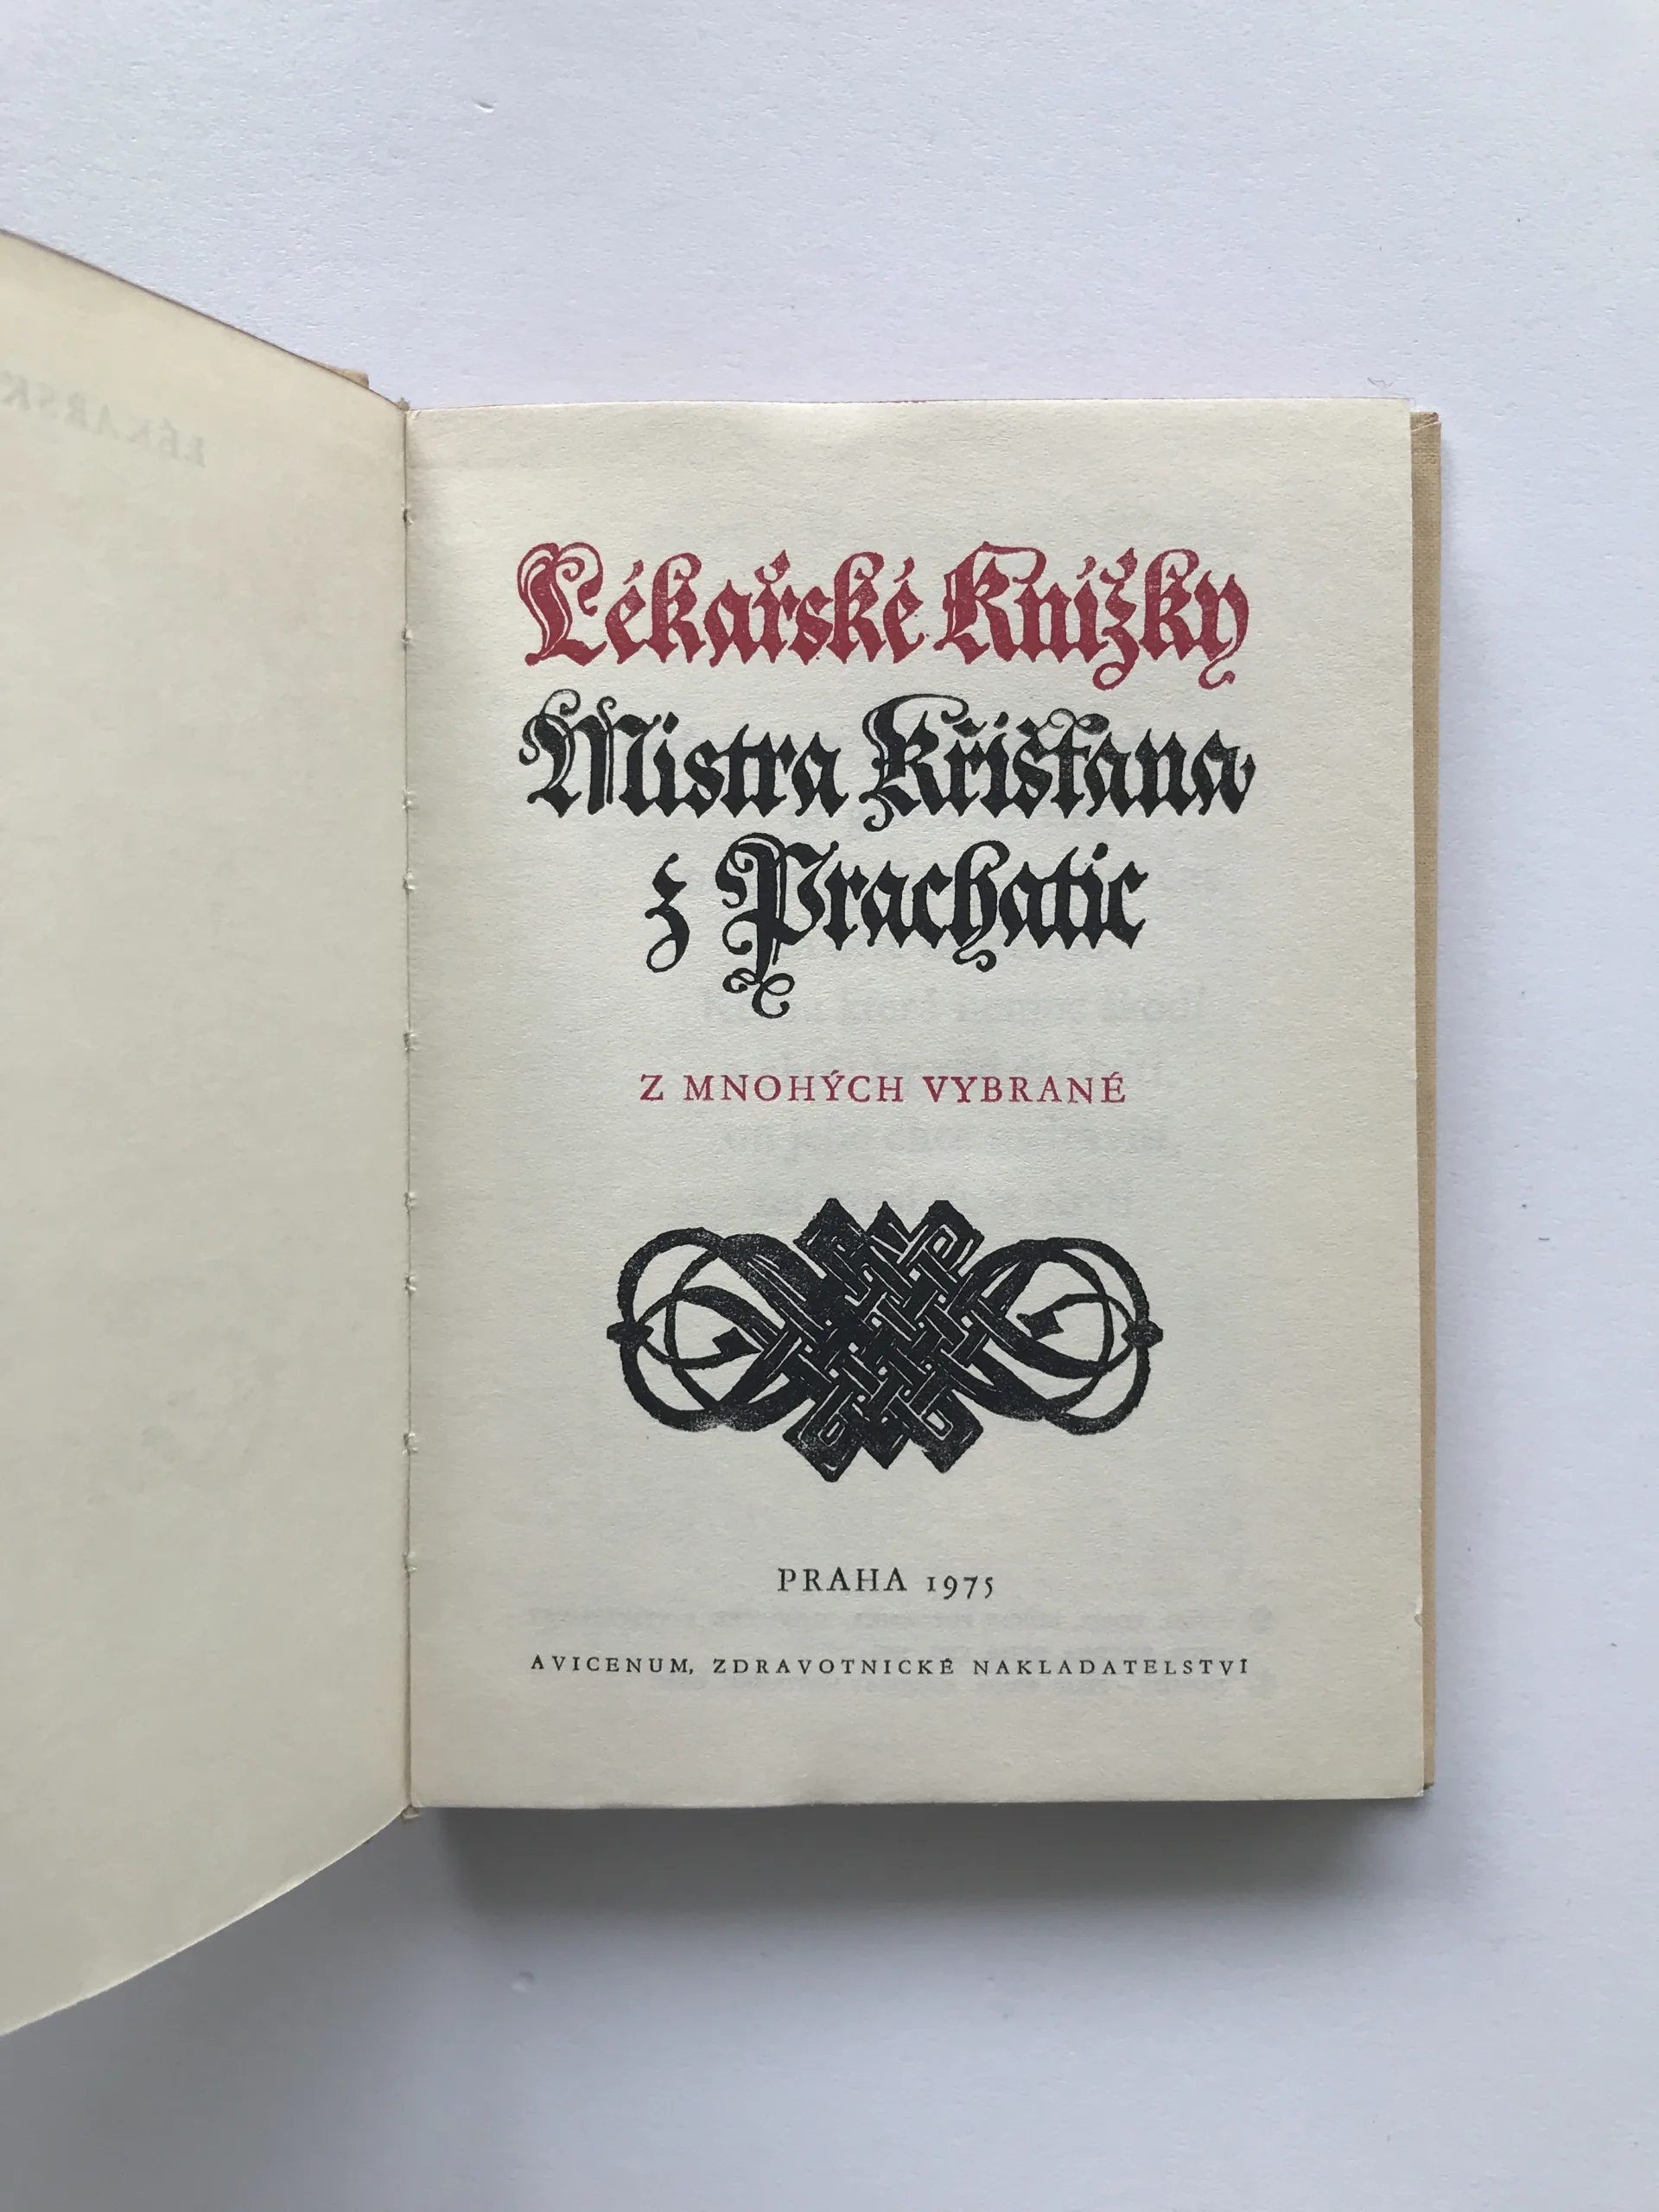 Lékařské Knížky
Mistra Křišťana
z Prachatic
Z MNOHÝCH VYBRANÉ
PRAHA 1975
AVICENUM, ZDRAVOTNICKÉ NAKLADATELSTVÍ